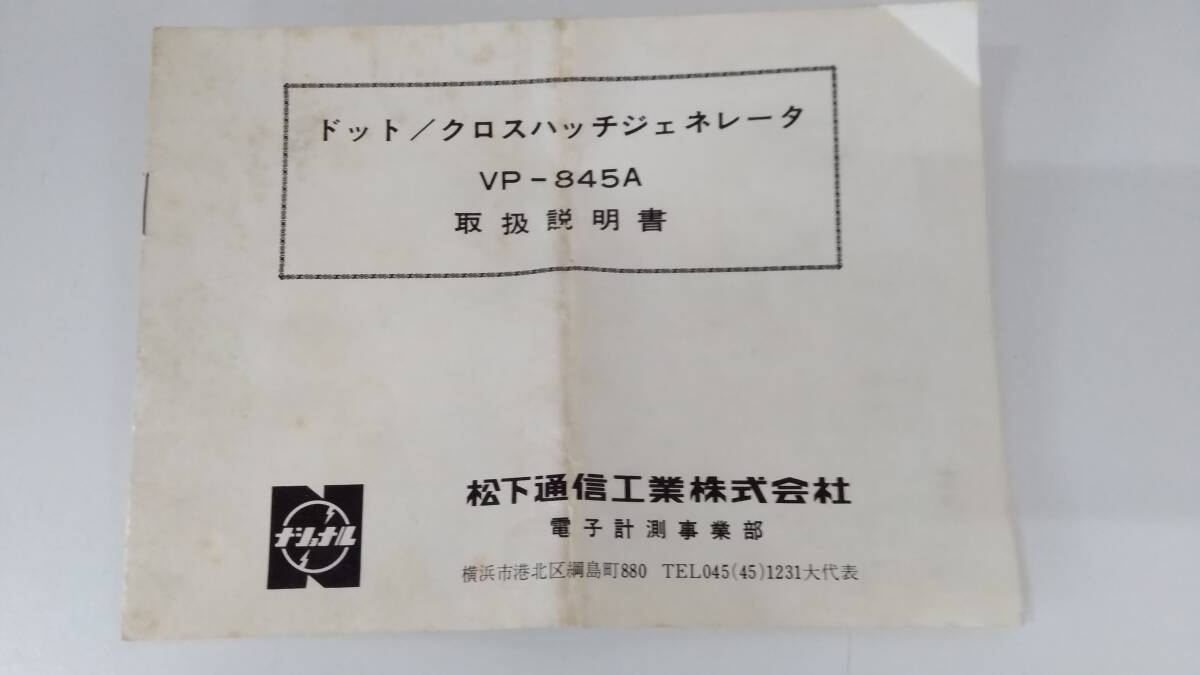 ドット/クロスハッチジェネレータ
VP-845A
取扱説明書
ナショナル
松下通信工業株式会社
電子計測事業部
横浜市港北区綱島町880 TEL045(45)1231大代表